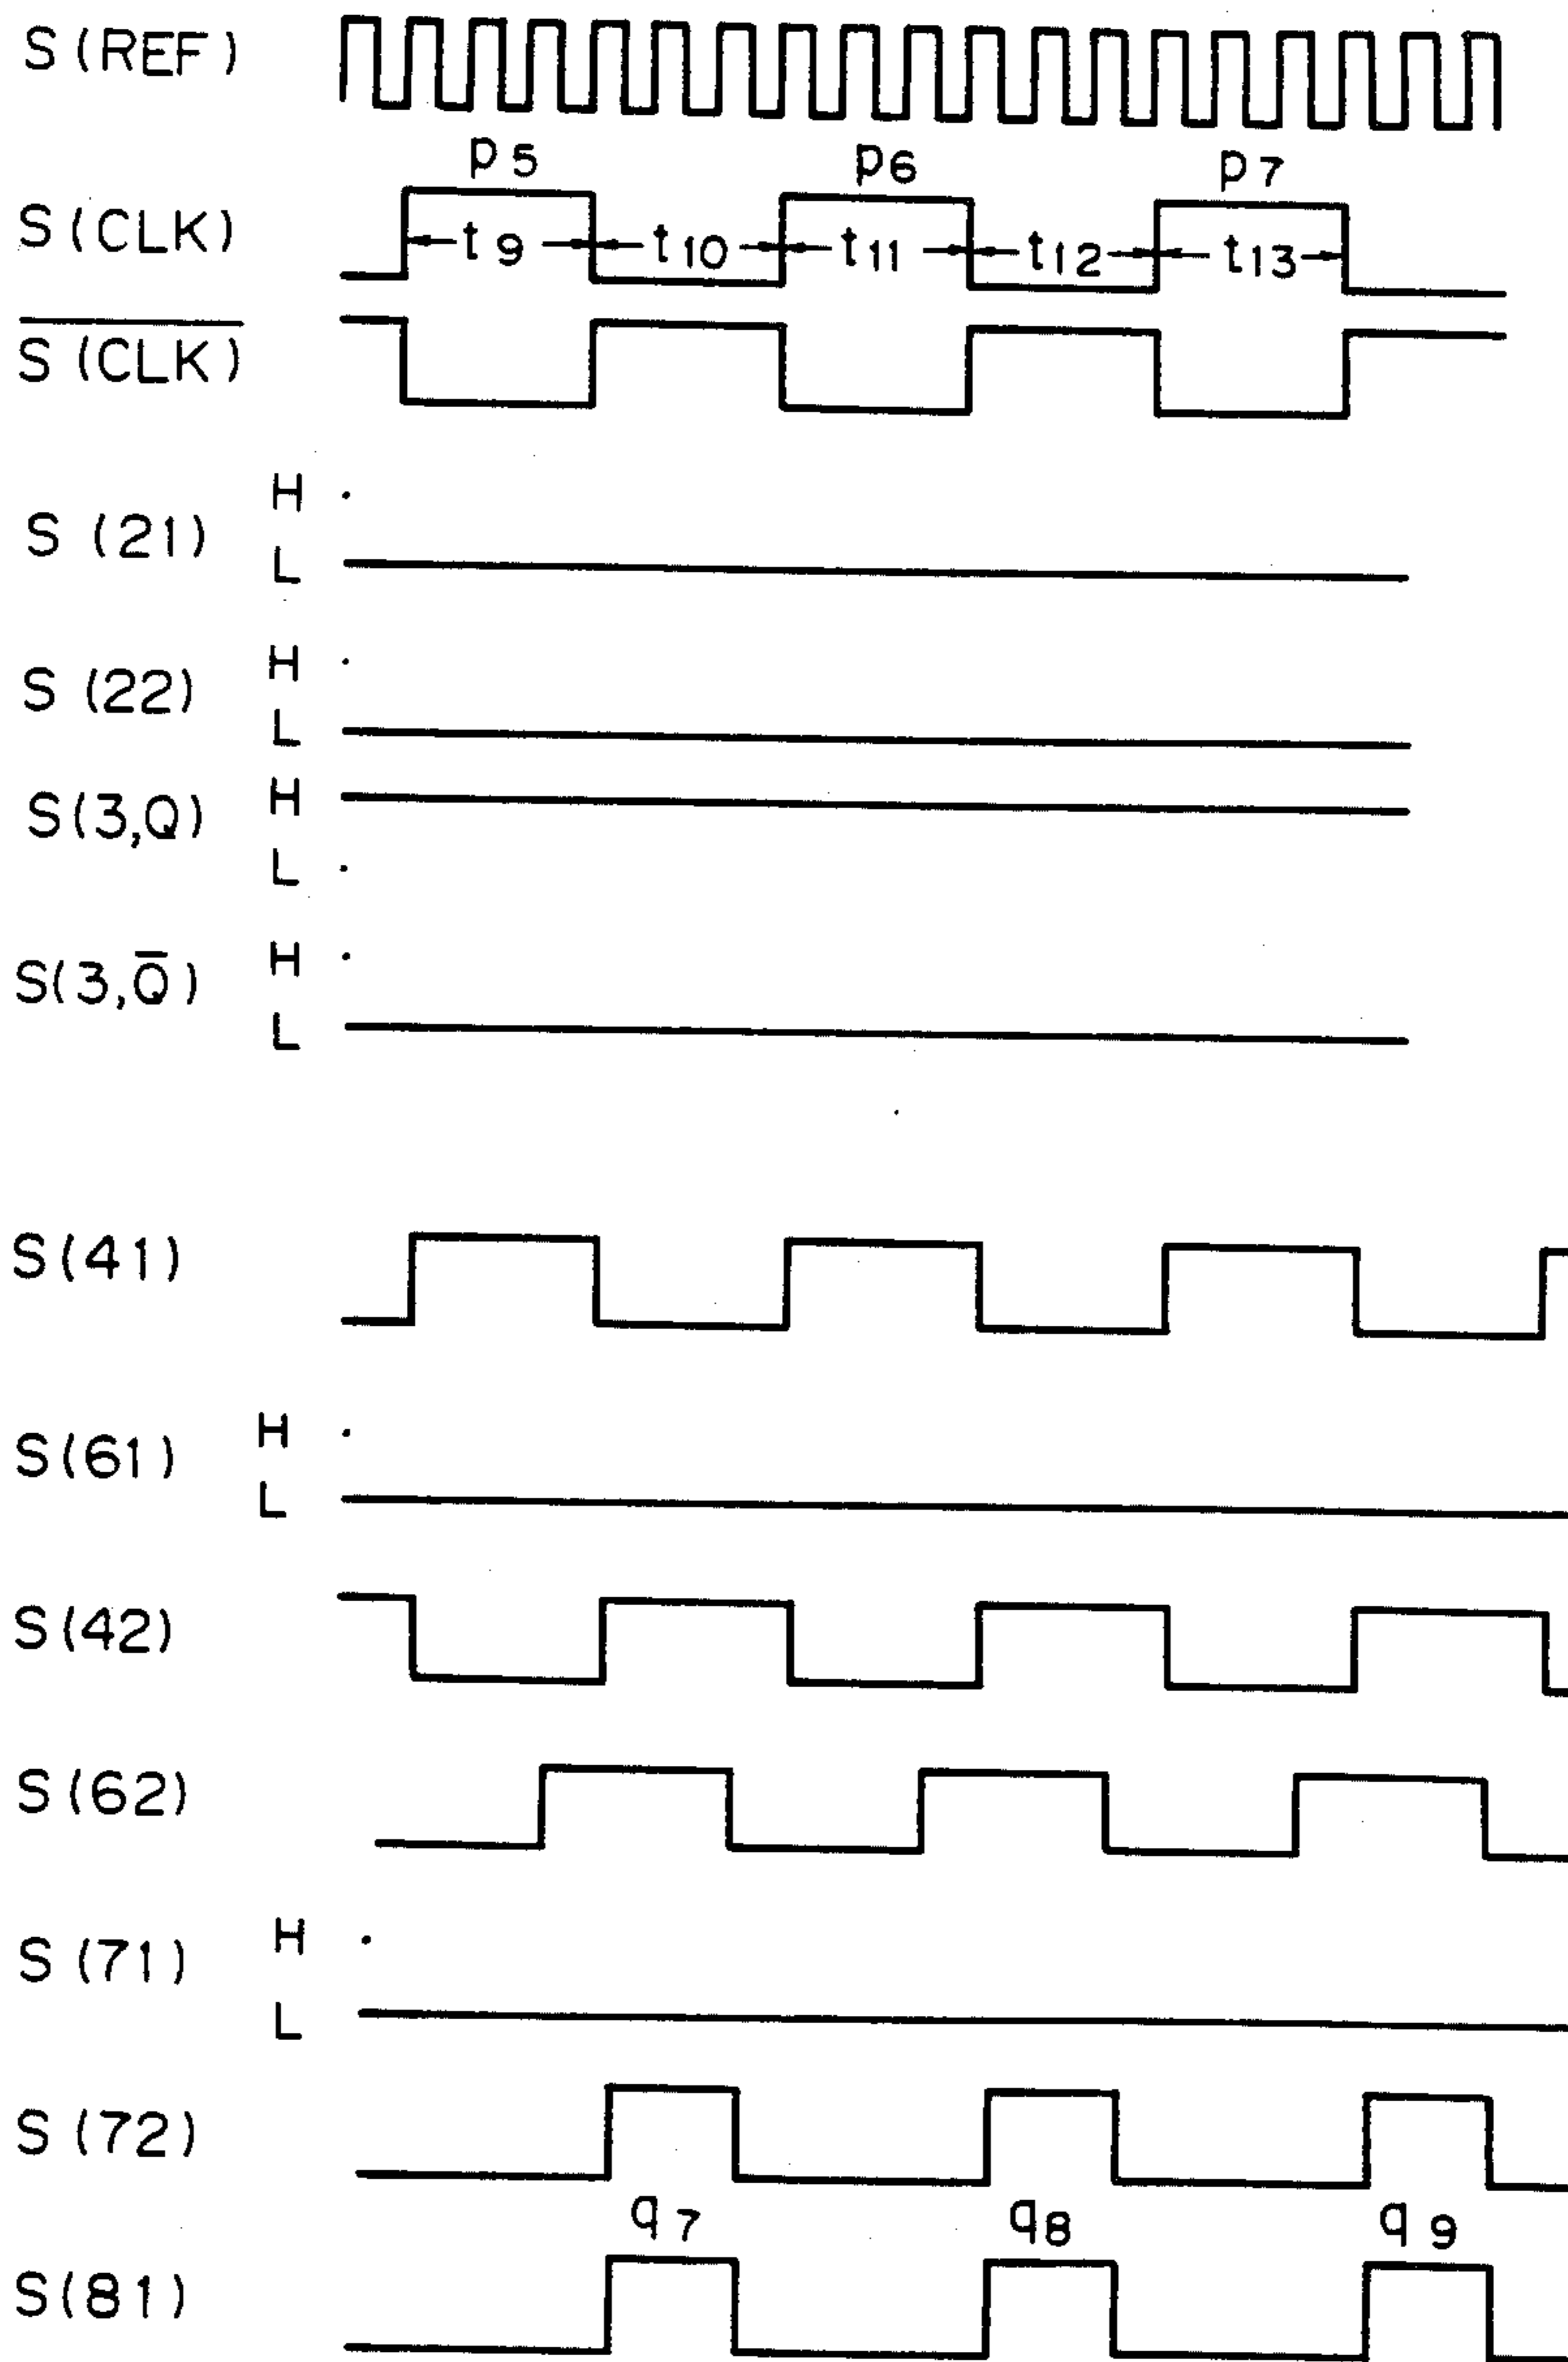 S(REF)
p5 p6 p7
S(CLK) t9 t10 t11 t12 t13
S̅(̅C̅L̅K̅)̅
H
S(21)
L
H
S(22)
L
S(3,Q) H
L
S(3,Q̅) H
L
S(41)
H
S(61)
L
S(42)
S(62)
H
S(71)
L
S(72)
q7 q8 q9
S(81)